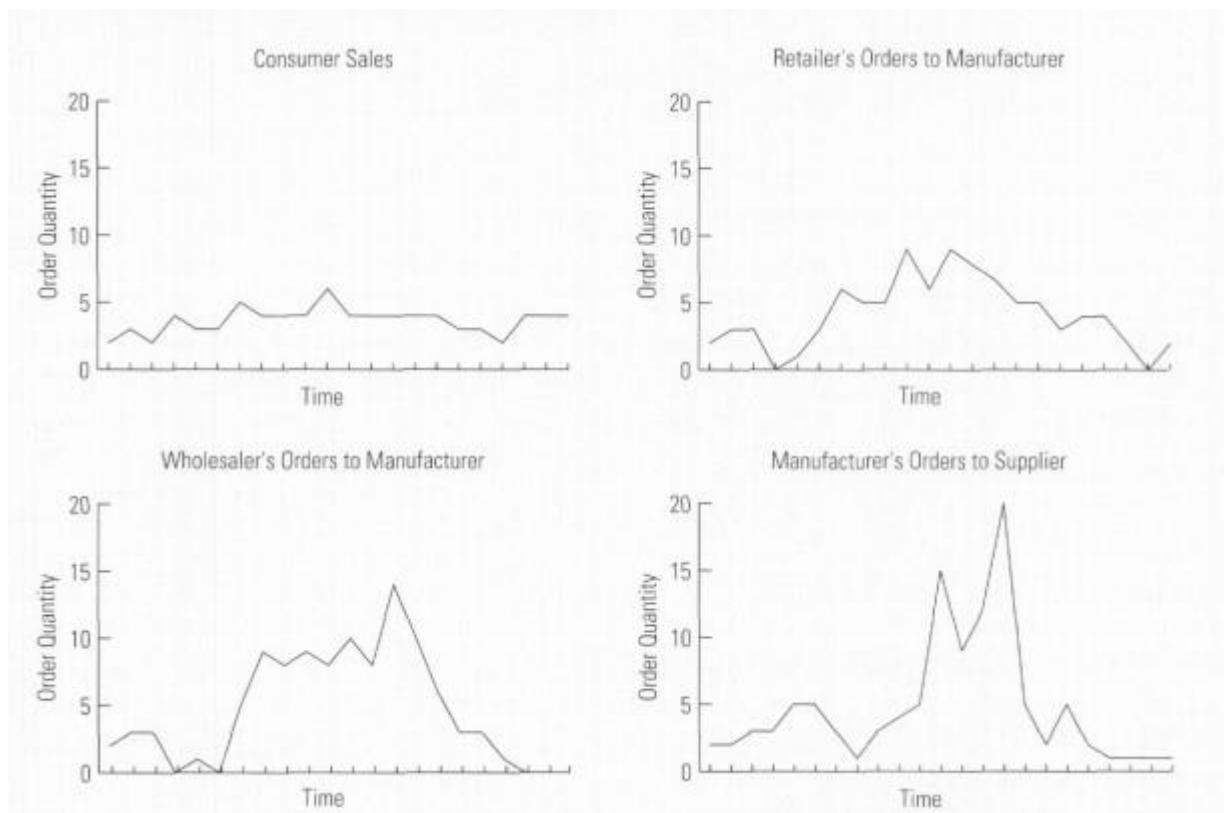 Consumer Sales
20
15
10
5
0
Order Quantity
Time
Retailer's Orders to Manufacturer
20
15
10
5
0
Order Quantity
Time
Wholesaler's Orders to Manufacturer
20
15
10
5
0
Order Quantity
Time
Manufacturer's Orders to Supplier
20
15
10
5
0
Order Quantity
Time